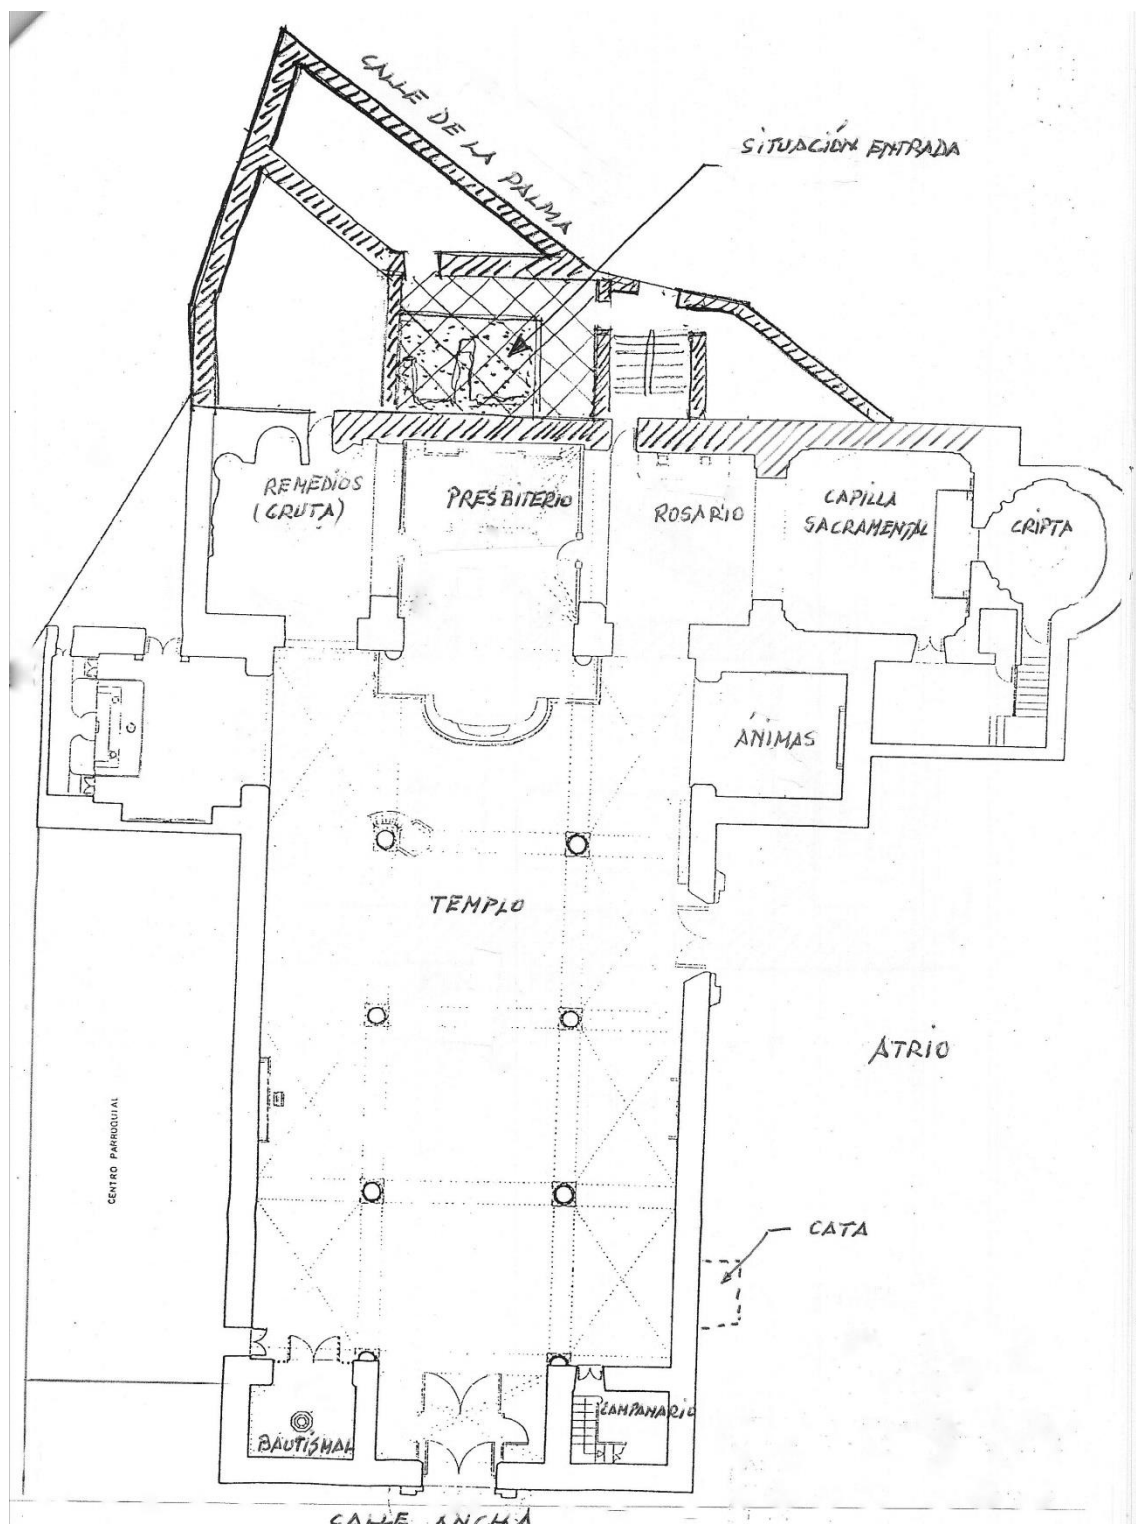 CALLE DE LA PALMA
SITUACIÓN ENTRADA
REMEDIOS
(GRUTA)
PRESBITERIO
ROSARIO
CAPILLA
SACRAMENTAL
CRIPTA
ÁNIMAS
TEMPLO
ATRIO
CENTRO PARROQUIAL
CATA
BAUTISMAL
CAMPANARIO
CALLE ANCHA